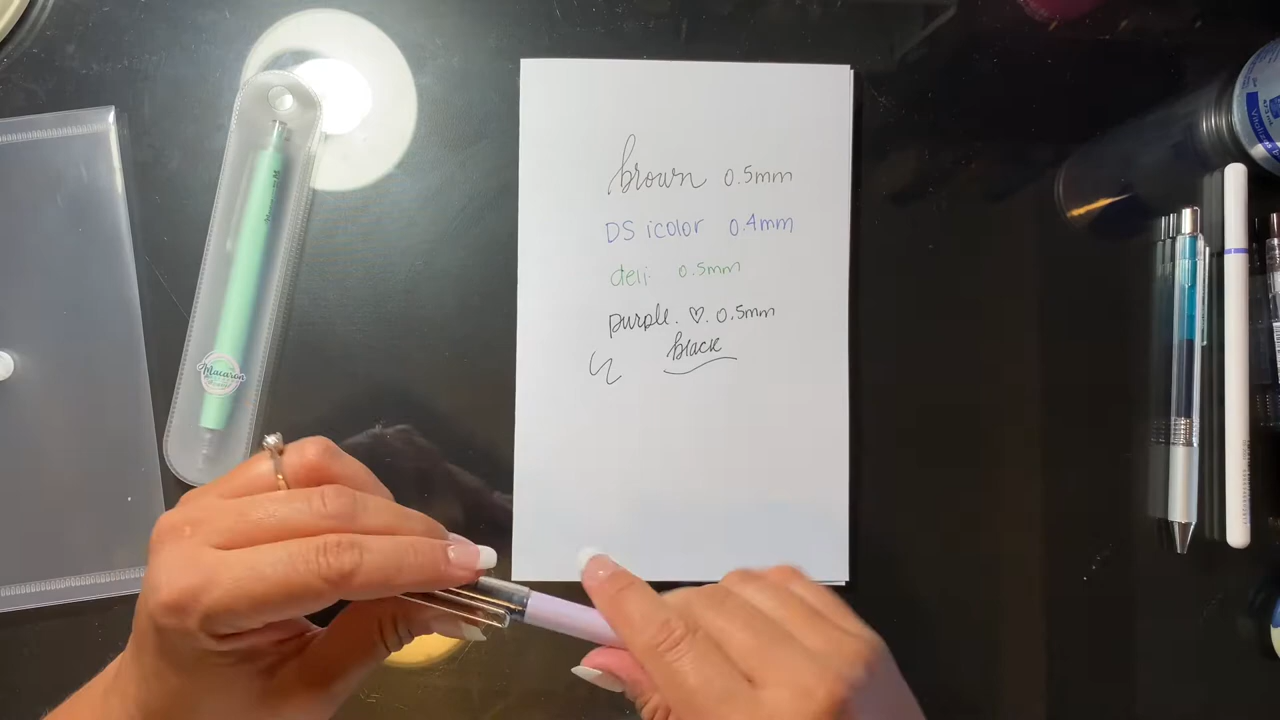 brown 0.5mm
DS icolor 0.4mm
deli. 0.5mm
purple. ♡. 0.5mm
black
Macaron